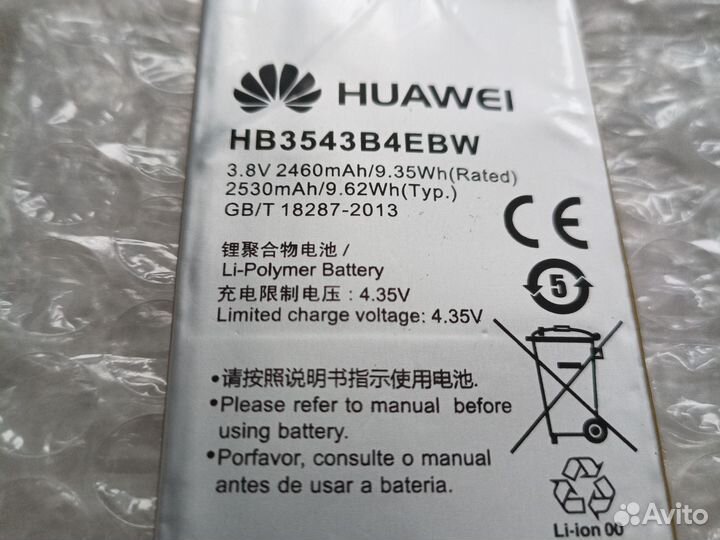 HUAWEI
HB3543B4EBW
3.8V 2460mAh/9.35Wh(Rated)
2530mAh/9.62Wh(Typ.)
GB/T 18287-2013
CE
锂聚合物电池/
Li-Polymer Battery
5
充电限制电压：4.35V
Limited charge voltage: 4.35V
•请按照说明书指示使用电池.
•Please refer to manual before
using battery.
•Porfavor, consulte o manual
antes de usar a bateria.
Li-ion 00
Avito